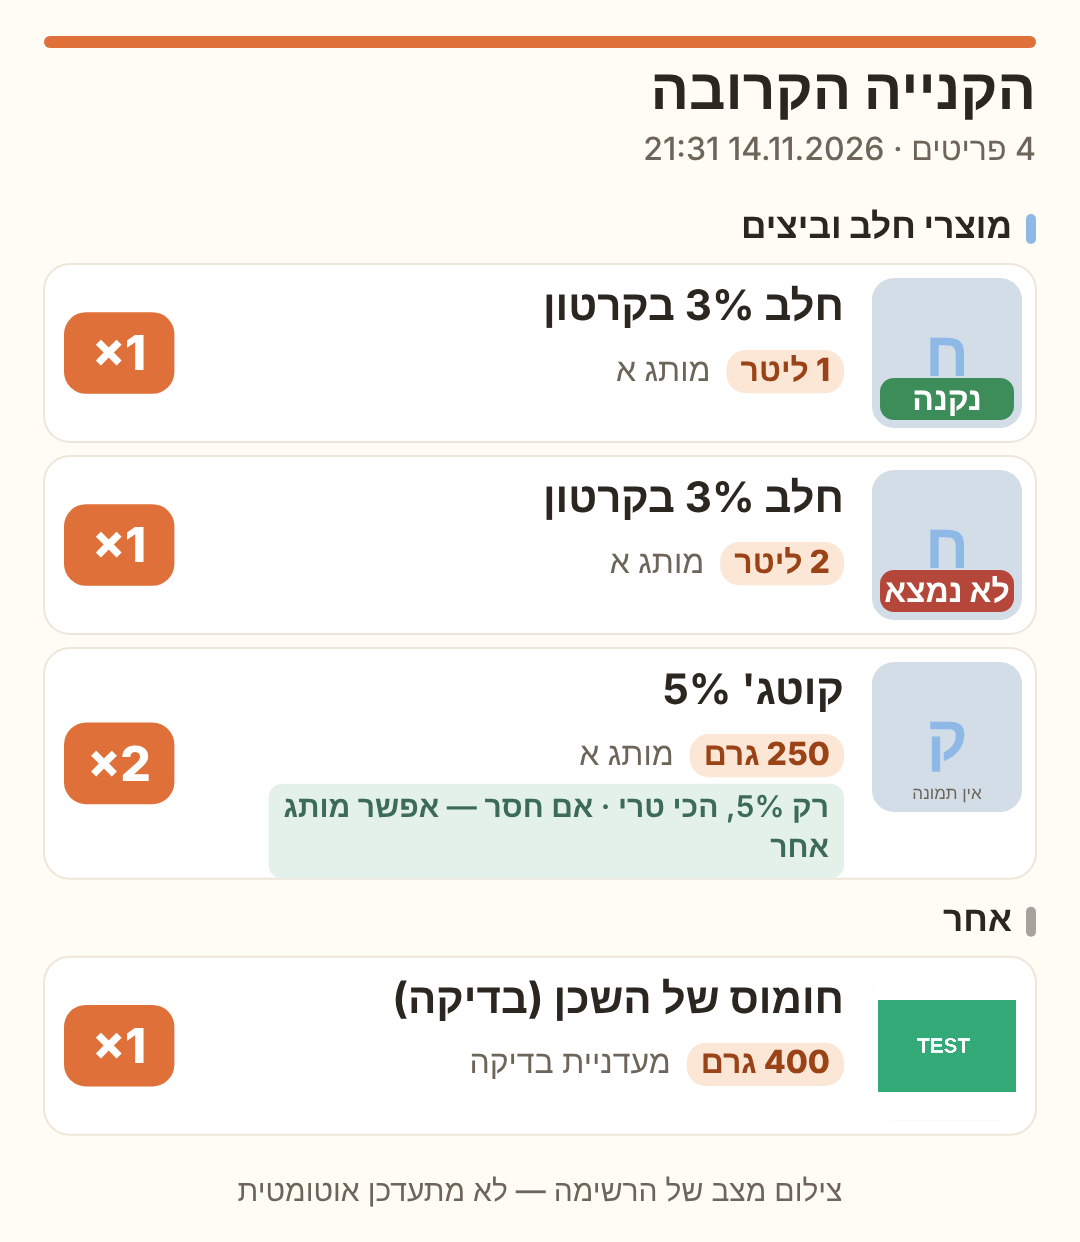 הקנייה הקרובה
4 פריטים · 14.11.2026 21:31
מוצרי חלב וביצים
ח
נקנה
חלב 3% בקרטון
1 ליטר מותג א
×1
ח
לא נמצא
חלב 3% בקרטון
2 ליטר מותג א
×1
ק
אין תמונה
קוטג' 5%
250 גרם מותג א
רק 5%, הכי טרי · אם חסר — אפשר מותג
אחר
×2
אחר
TEST
חומוס של השכן (בדיקה)
400 גרם מעדניית בדיקה
×1
צילום מצב של הרשימה — לא מתעדכן אוטומטית